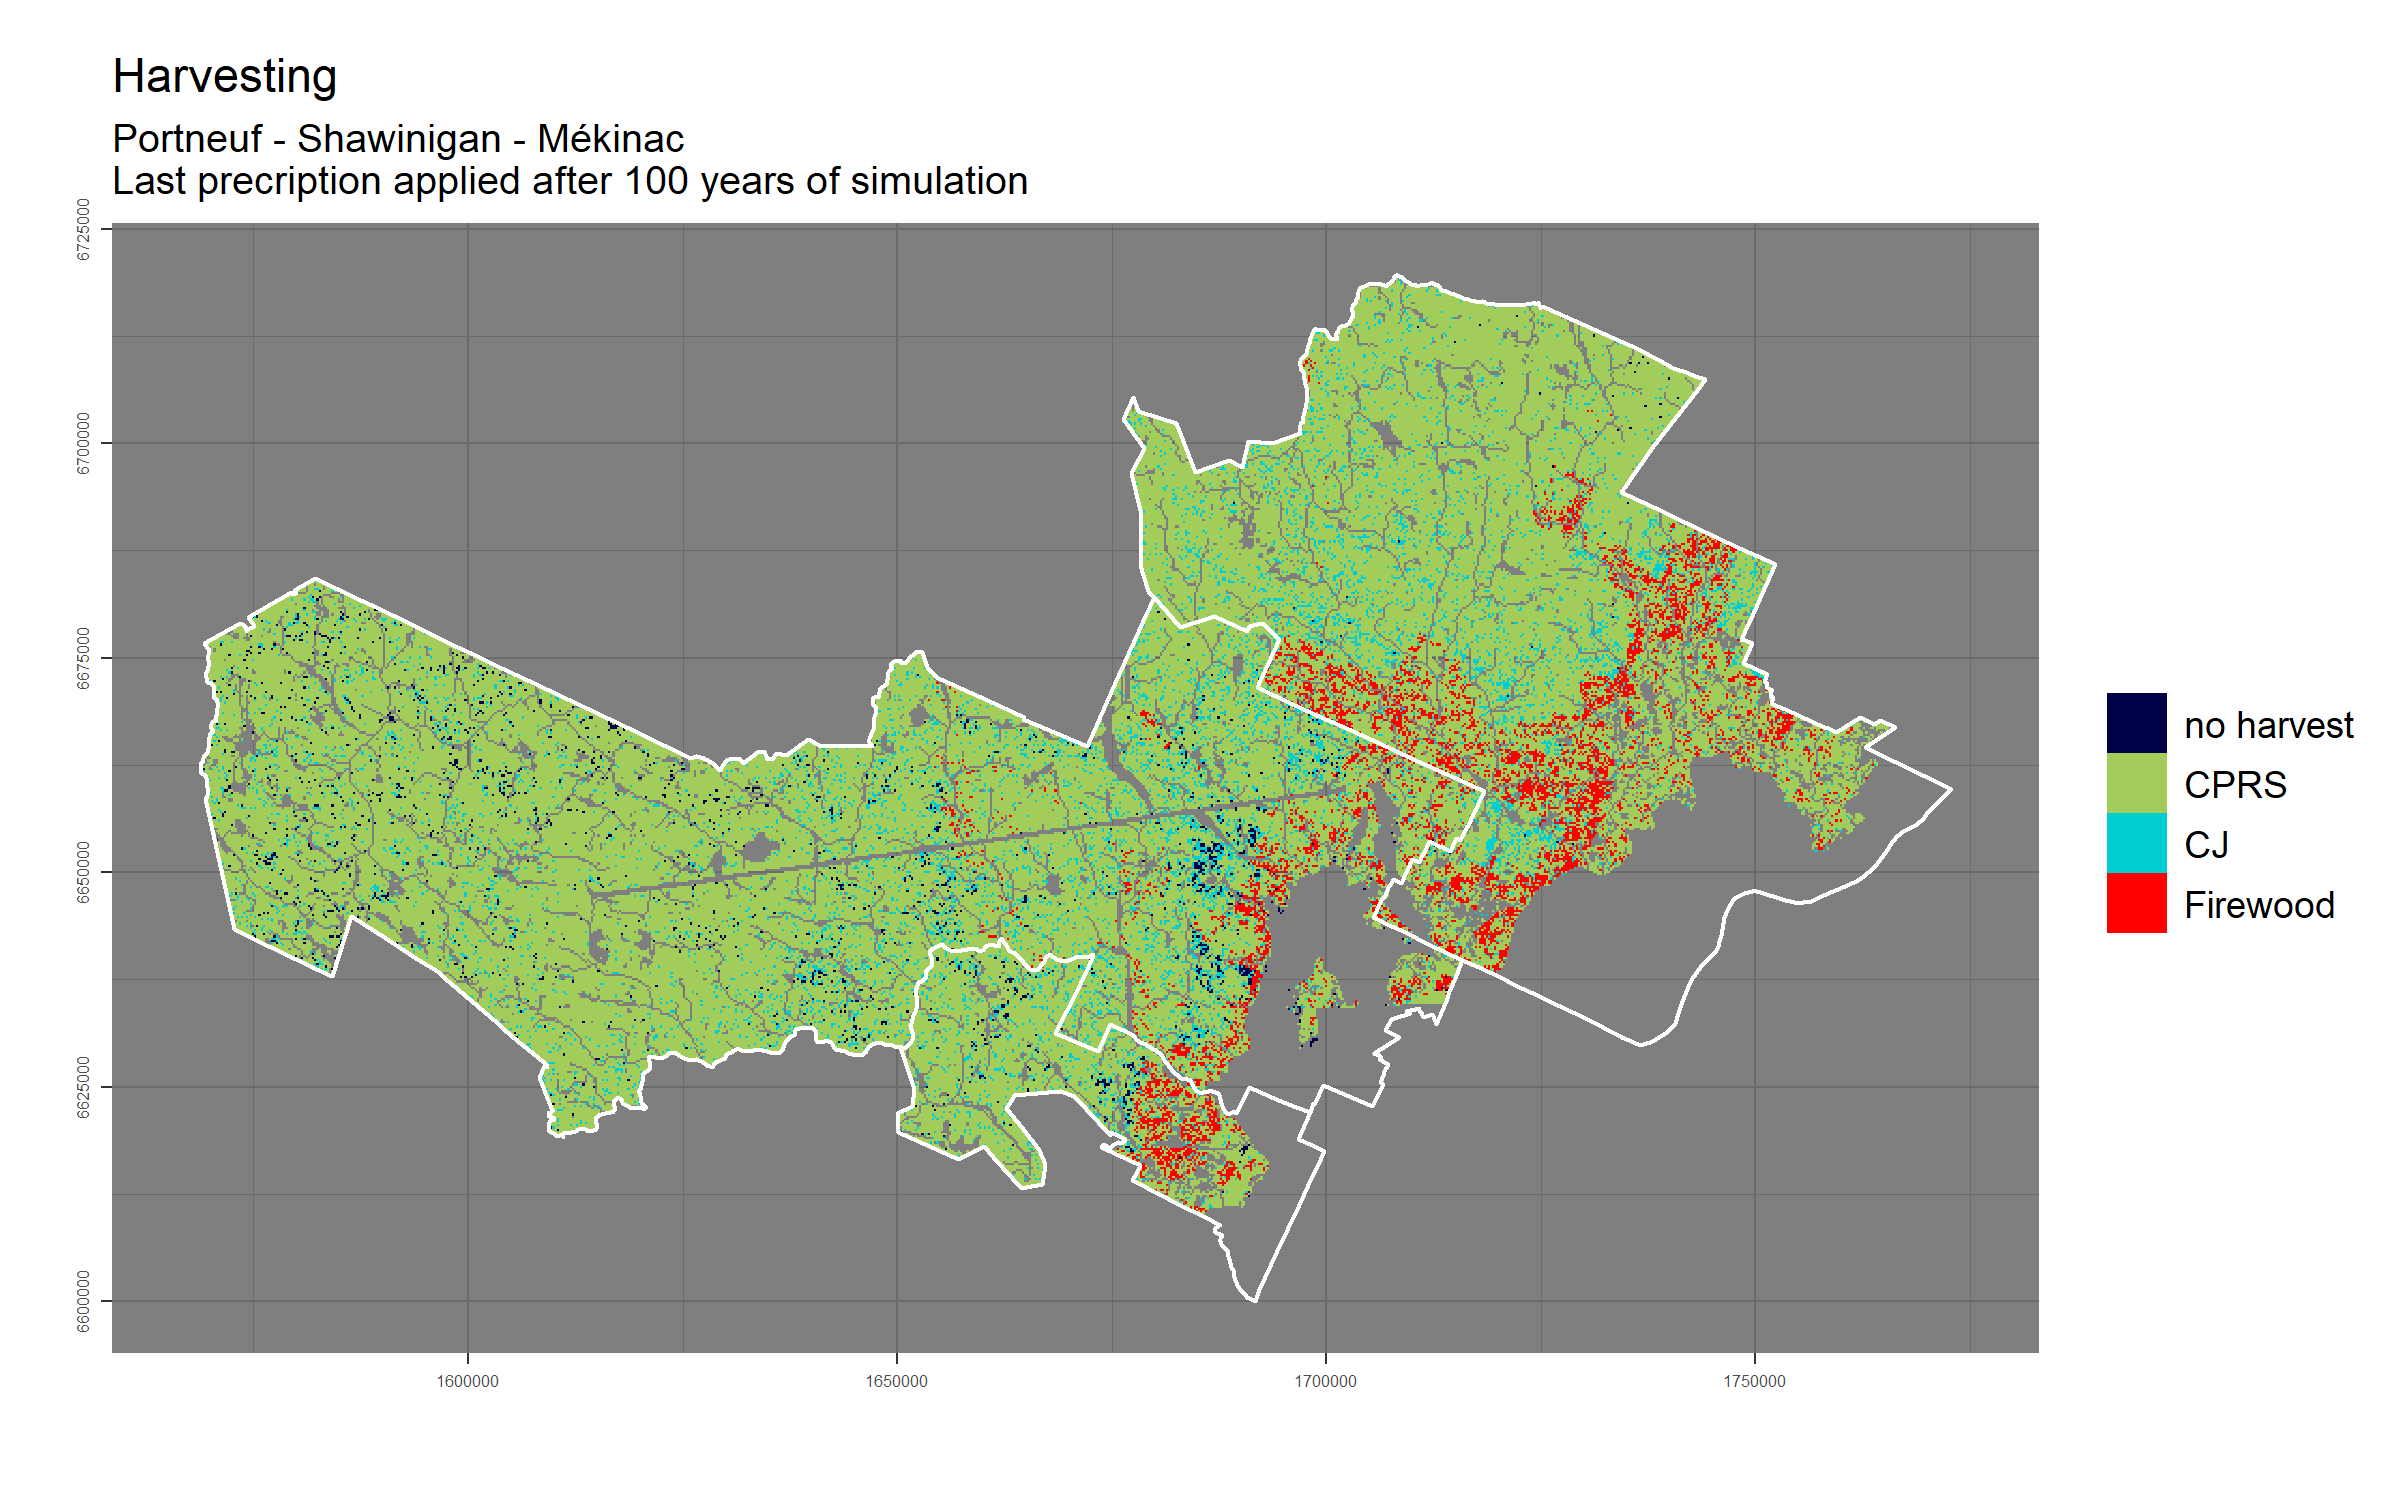 Harvesting
Portneuf - Shawinigan - Mékinac
Last precription applied after 100 years of simulation
6725000
6700000
6675000
6650000
6625000
6600000
1600000
1650000
1700000
1750000
no harvest
CPRS
CJ
Firewood